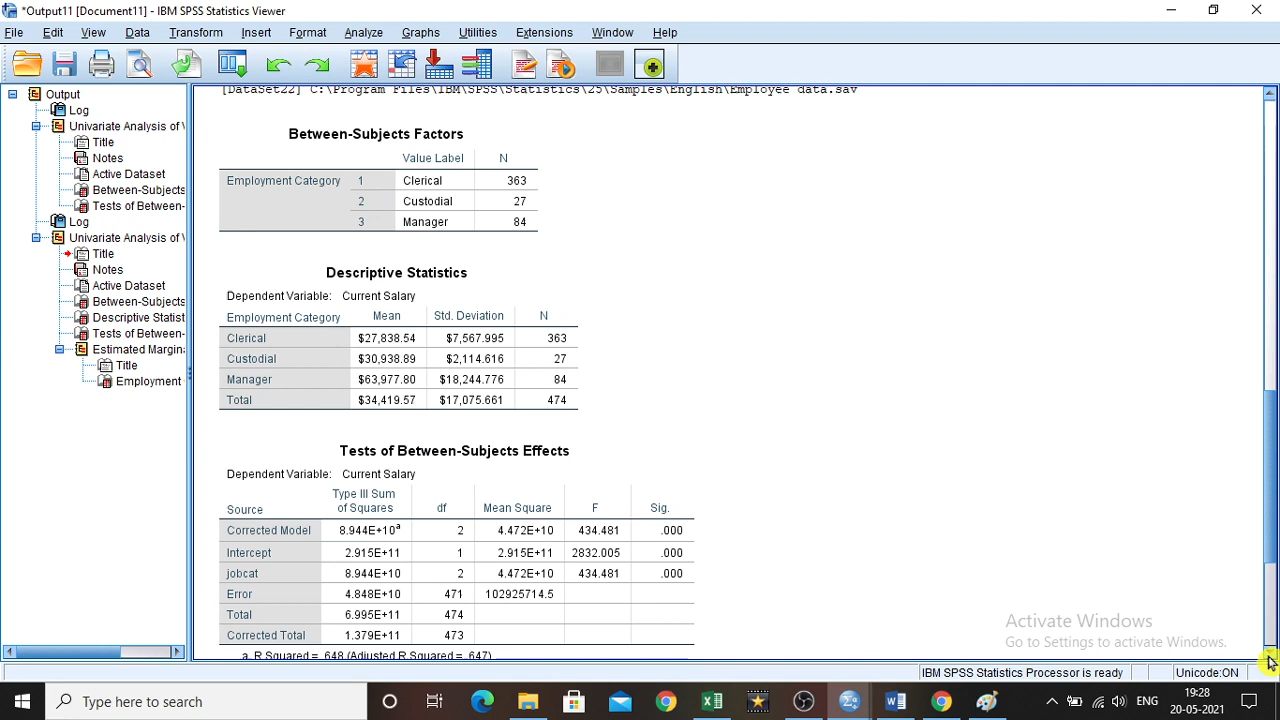 *Output11 [Document11] - IBM SPSS Statistics Viewer
File Edit View Data Transform Insert Format Analyze Graphs Utilities Extensions Window Help
Output
Log
Univariate Analysis of V
Title
Notes
Active Dataset
Between-Subjects
Tests of Between-
Log
Univariate Analysis of V
Title
Notes
Active Dataset
Between-Subjects
Descriptive Statist
Tests of Between-
Estimated Margina
Title
Employment
[DataSet22] C:\Program Files\IBM\SPSS\Statistics\25\Samples\English\Employee data.sav
Between-Subjects Factors
Value Label N
Employment Category 1 Clerical 363
2 Custodial 27
3 Manager 84
Descriptive Statistics
Dependent Variable: Current Salary
Employment Category Mean Std. Deviation N
Clerical $27,838.54 $7,567.995 363
Custodial $30,938.89 $2,114.616 27
Manager $63,977.80 $18,244.776 84
Total $34,419.57 $17,075.661 474
Tests of Between-Subjects Effects
Dependent Variable: Current Salary
Source Type III Sum of Squares df Mean Square F Sig.
Corrected Model 8.944E+10a 2 4.472E+10 434.481 .000
Intercept 2.915E+11 1 2.915E+11 2832.005 .000
jobcat 8.944E+10 2 4.472E+10 434.481 .000
Error 4.848E+10 471 102925714.5
Total 6.995E+11 474
Corrected Total 1.379E+11 473
a. R Squared = .648 (Adjusted R Squared = .647)
Activate Windows
Go to Settings to activate Windows.
IBM SPSS Statistics Processor is ready Unicode:ON
Type here to search
ENG
19:28
20-05-2021